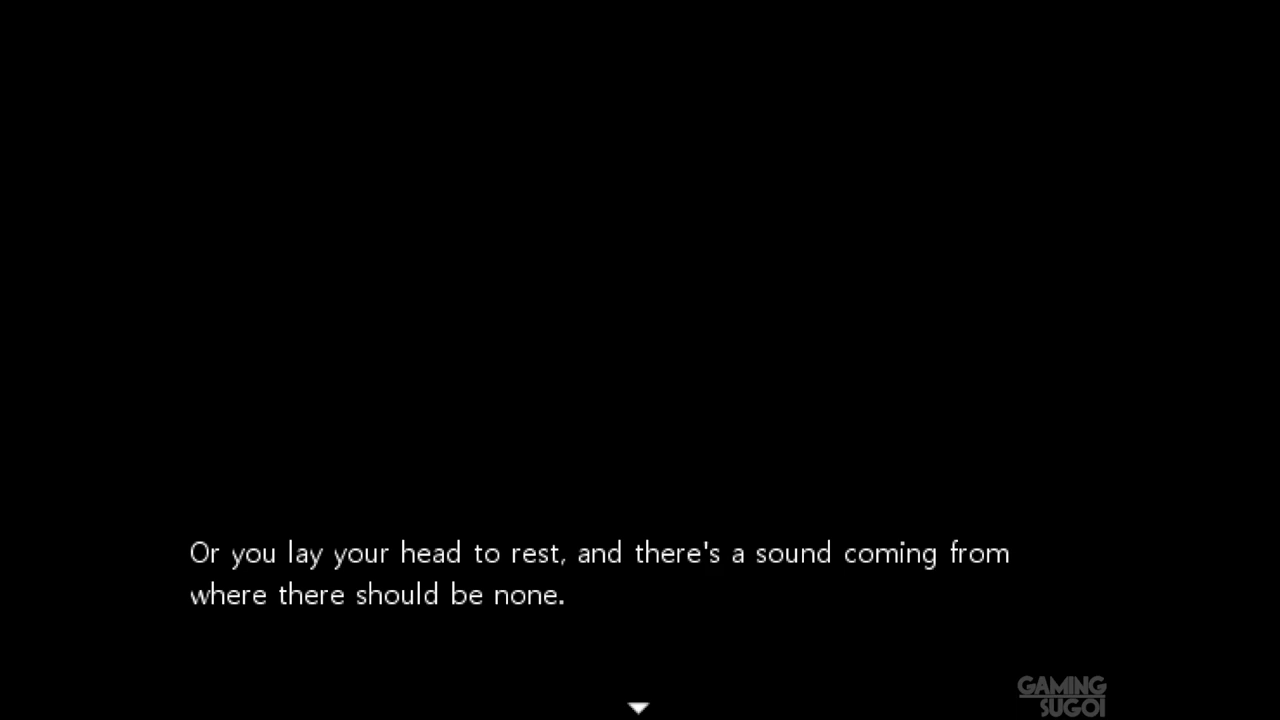 Or you lay your head to rest, and there's a sound coming from
where there should be none.
GAMING
SUGOI